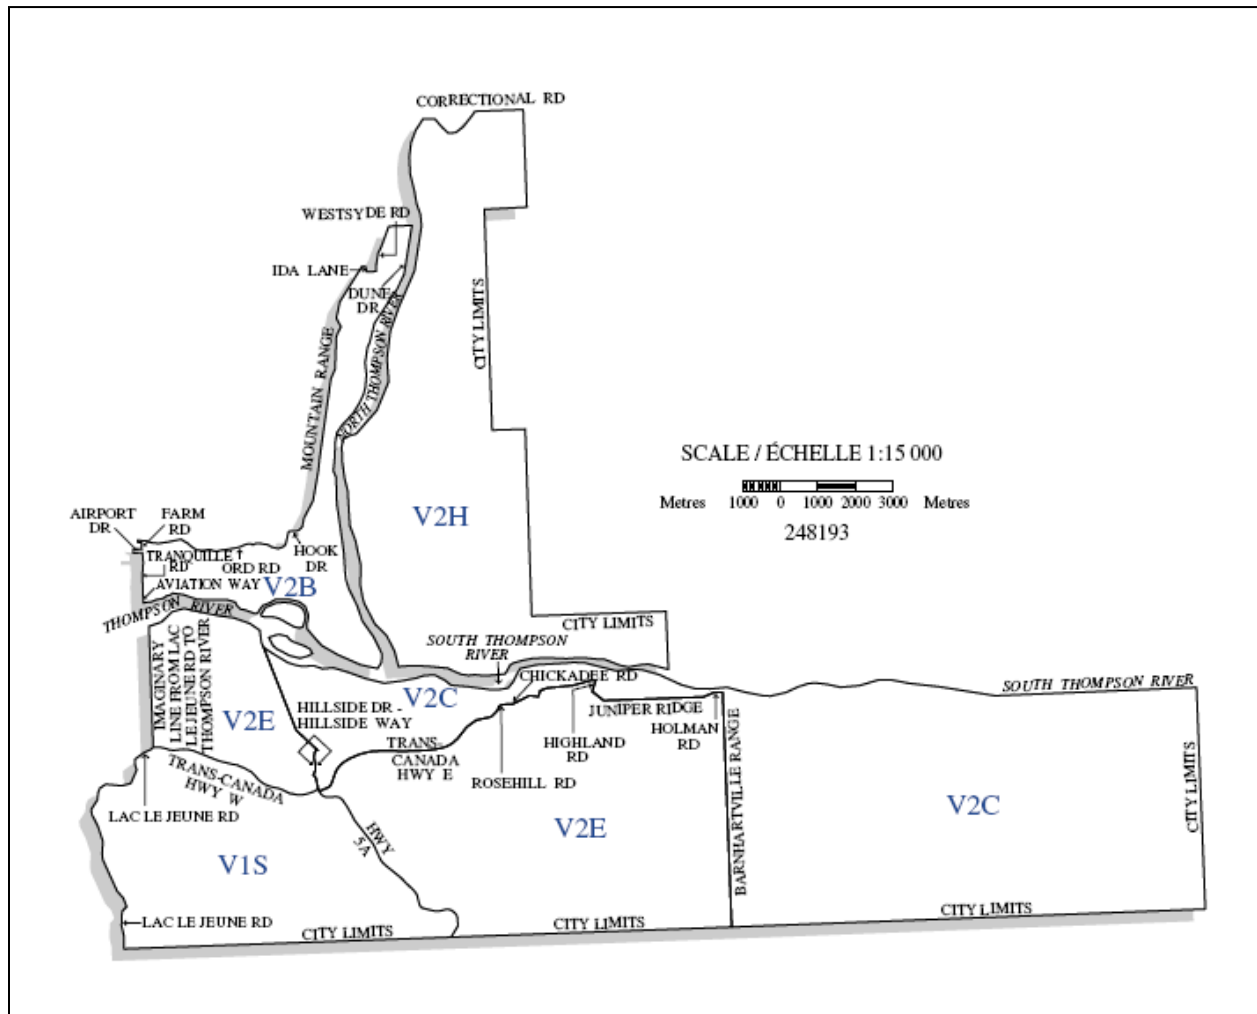 CORRECTIONAL RD
WESTSYDE RD
IDA LANE
DUNE
DR
NORTH THOMPSON RIVER
MOUNTAIN RANGE
CITY LIMITS
SCALE / ÉCHELLE 1:15 000
Metres 1000 0 1000 2000 3000 Metres
248193
V2H
AIRPORT
DR
FARM
RD
TRANQUILLE
RD
ORD RD
HOOK
DR
AVIATION WAY
V2B
THOMPSON RIVER
CITY LIMITS
SOUTH THOMPSON
RIVER
CHICKADEE RD
SOUTH THOMPSON RIVER
IMAGINARY
LINE FROM LAC
LE JEUNE RD TO
THOMPSON RIVER
V2E
HILLSIDE DR -
HILLSIDE WAY
V2C
JUNIPER RIDGE
HIGHLAND
RD
HOLMAN
RD
TRANS-
CANADA
HWY E
ROSEHILL RD
TRANS-CANADA
HWY W
LAC LE JEUNE RD
HWY
5A
V2E
BARNHARTVILLE RANGE
V2C
CITY LIMITS
V1S
LAC LE JEUNE RD
CITY LIMITS
CITY LIMITS
CITY LIMITS